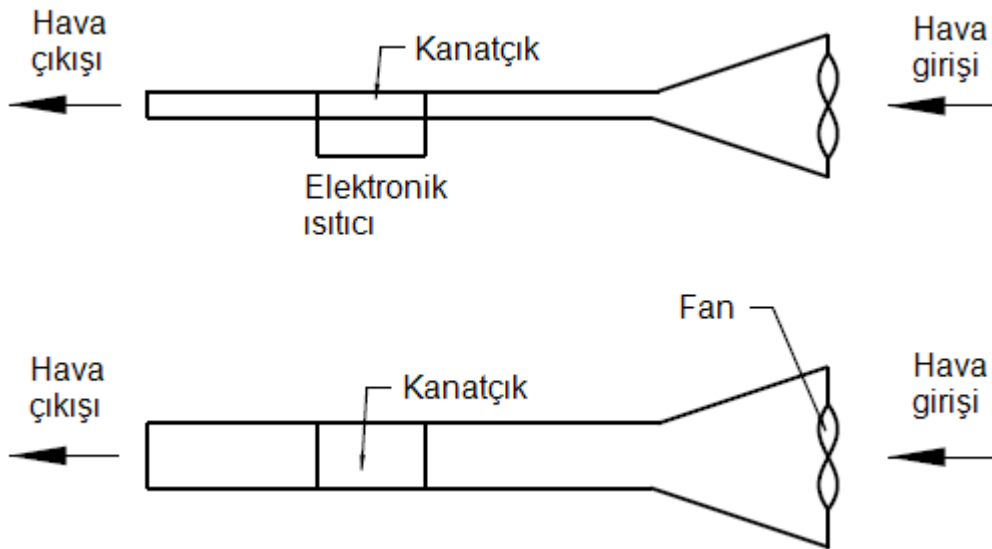 Hava
çıkışı
Kanatçık
Hava
girişi
Elektronik
ısıtıcı
Fan
Hava
çıkışı
Kanatçık
Hava
girişi